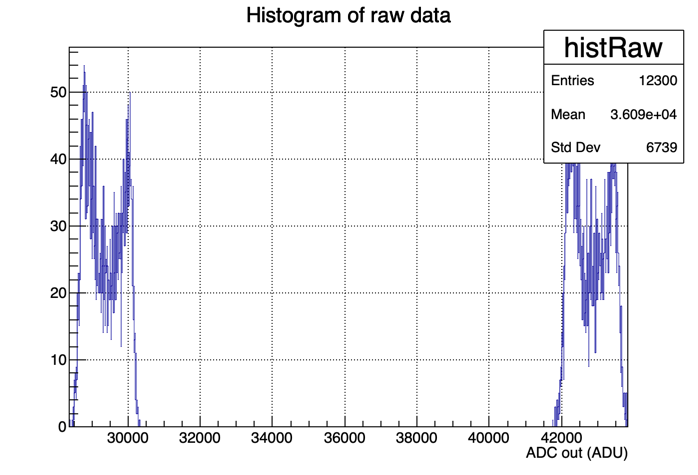 Histogram of raw data
histRaw
Entries 12300
Mean 3.609e+04
Std Dev 6739
50
40
30
20
10
0
30000 32000 34000 36000 38000 40000 42000
ADC out (ADU)